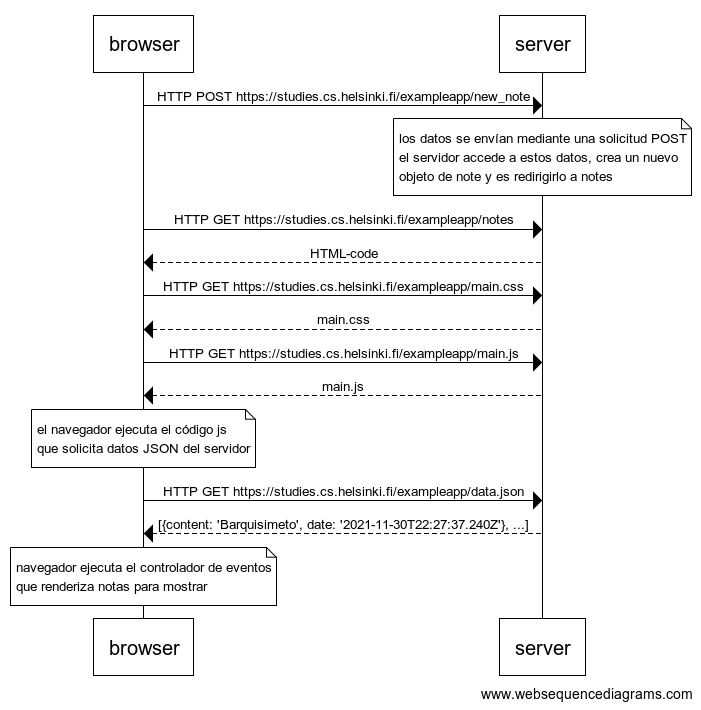 browser
server
HTTP POST https://studies.cs.helsinki.fi/exampleapp/new_note
los datos se envían mediante una solicitud POST
el servidor accede a estos datos, crea un nuevo
objeto de note y es redirigirlo a notes
HTTP GET https://studies.cs.helsinki.fi/exampleapp/notes
HTML-code
HTTP GET https://studies.cs.helsinki.fi/exampleapp/main.css
main.css
HTTP GET https://studies.cs.helsinki.fi/exampleapp/main.js
main.js
el navegador ejecuta el código js
que solicita datos JSON del servidor
HTTP GET https://studies.cs.helsinki.fi/exampleapp/data.json
[{content: 'Barquisimeto', date: '2021-11-30T22:27:37.240Z'}, ...]
navegador ejecuta el controlador de eventos
que renderiza notas para mostrar
browser
server
www.websequencediagrams.com